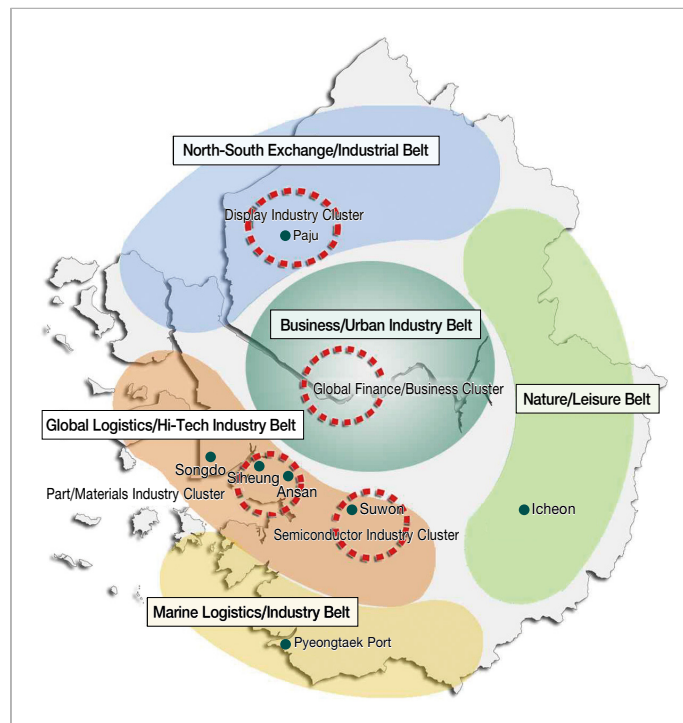 North-South Exchange/Industrial Belt
Display Industry Cluster
Paju
Business/Urban Industry Belt
Global Finance/Business Cluster
Nature/Leisure Belt
Global Logistics/Hi-Tech Industry Belt
Songdo
Siheung
Ansan
Part/Materials Industry Cluster
Suwon
Icheon
Semiconductor Industry Cluster
Marine Logistics/Industry Belt
Pyeongtaek Port